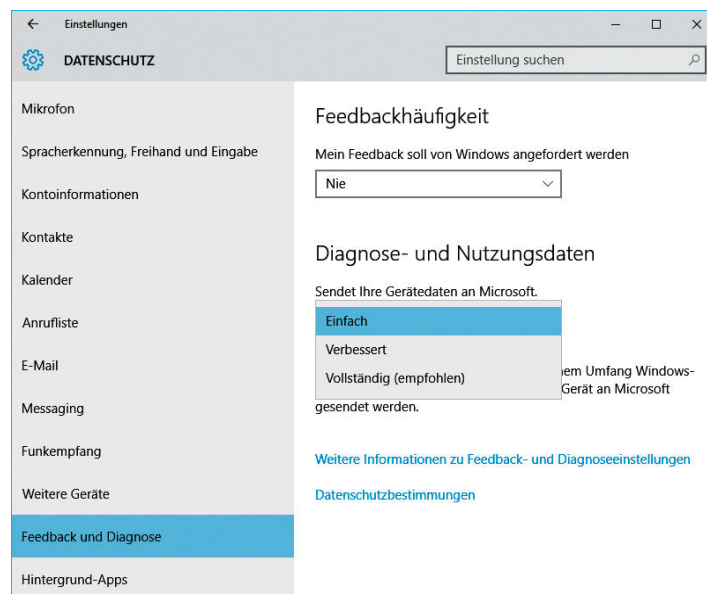 Einstellungen
DATENSCHUTZ
Einstellung suchen
Mikrofon
Spracherkennung, Freihand und Eingabe
Kontoinformationen
Kontakte
Kalender
Anrufliste
E-Mail
Messaging
Funkempfang
Weitere Geräte
Feedback und Diagnose
Hintergrund-Apps
Feedbackhäufigkeit
Mein Feedback soll von Windows angefordert werden
Nie
Diagnose- und Nutzungsdaten
Sendet Ihre Gerätedaten an Microsoft.
Einfach
Verbessert
Vollständig (empfohlen)
Umfang Windows-
Gerät an Microsoft
gesendet werden.
Weitere Informationen zu Feedback- und Diagnoseeinstellungen
Datenschutzbestimmungen